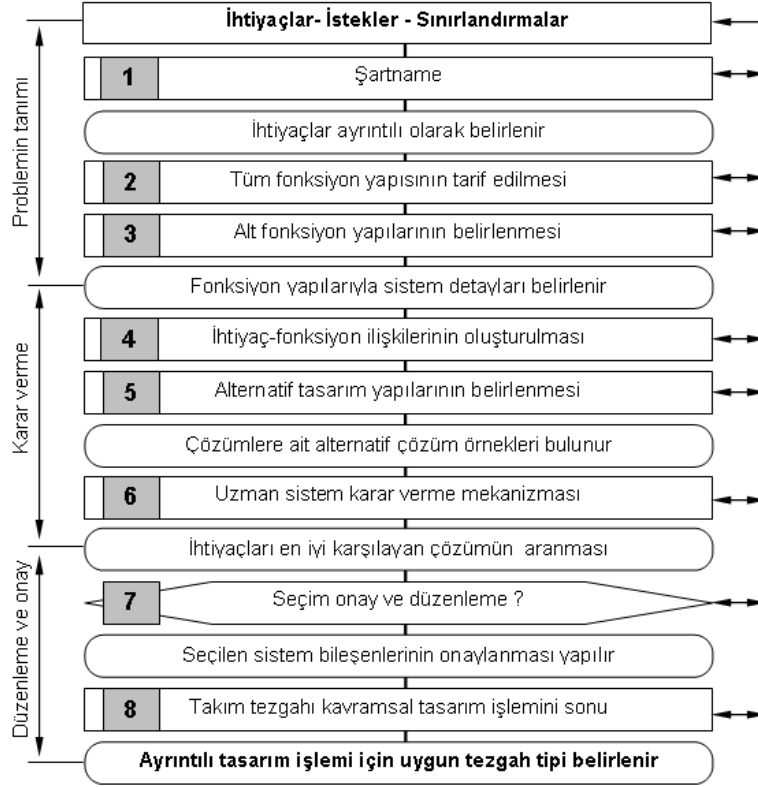 İhtiyaçlar- İstekler - Sınırlandırmalar
1 Şartname
İhtiyaçlar ayrıntılı olarak belirlenir
2 Tüm fonksiyon yapısının tarif edilmesi
3 Alt fonksiyon yapılarının belirlenmesi
Problemin tanımı
Fonksiyon yapılarıyla sistem detayları belirlenir
4 İhtiyaç-fonksiyon ilişkilerinin oluşturulması
5 Alternatif tasarım yapılarının belirlenmesi
Çözümlere ait alternatif çözüm örnekleri bulunur
6 Uzman sistem karar verme mekanizması
Karar verme
İhtiyaçları en iyi karşılayan çözümün aranması
7 Seçim onay ve düzenleme ?
Seçilen sistem bileşenlerinin onaylanması yapılır
8 Takım tezgahı kavramsal tasarım işlemini sonu
Düzenleme ve onay
Ayrıntılı tasarım işlemi için uygun tezgah tipi belirlenir